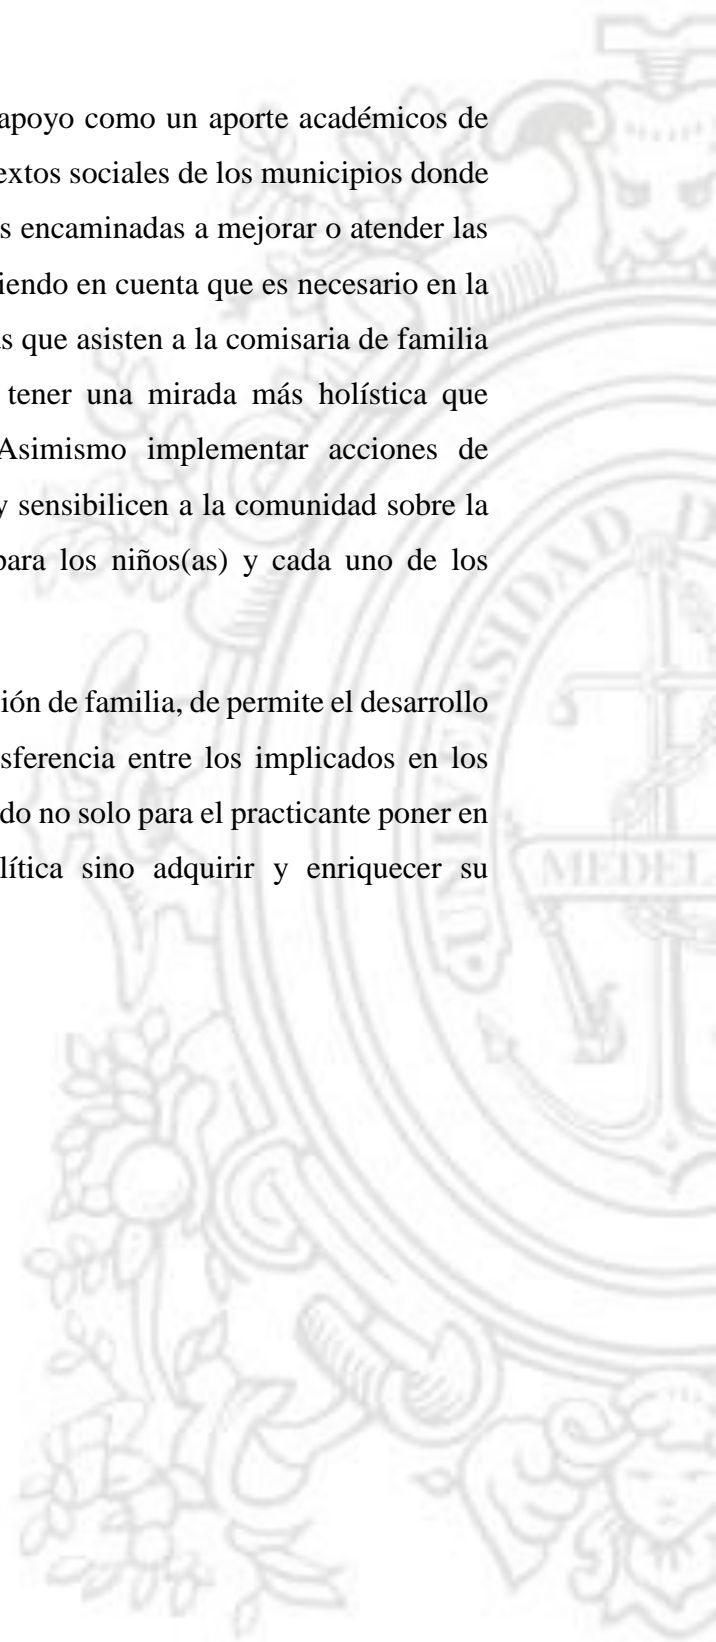 apoyo como un aporte académicos de
extos sociales de los municipios donde
s encaminadas a mejorar o atender las
iendo en cuenta que es necesario en la
s que asisten a la comisaria de familia
tener una mirada más holística que
Asimismo implementar acciones de
y sensibilicen a la comunidad sobre la
para los niños(as) y cada uno de los
ión de familia, de permite el desarrollo
sferencia entre los implicados en los
do no solo para el practicante poner en
lítica sino adquirir y enriquecer su
UNIVERSIDAD D
MEDEL